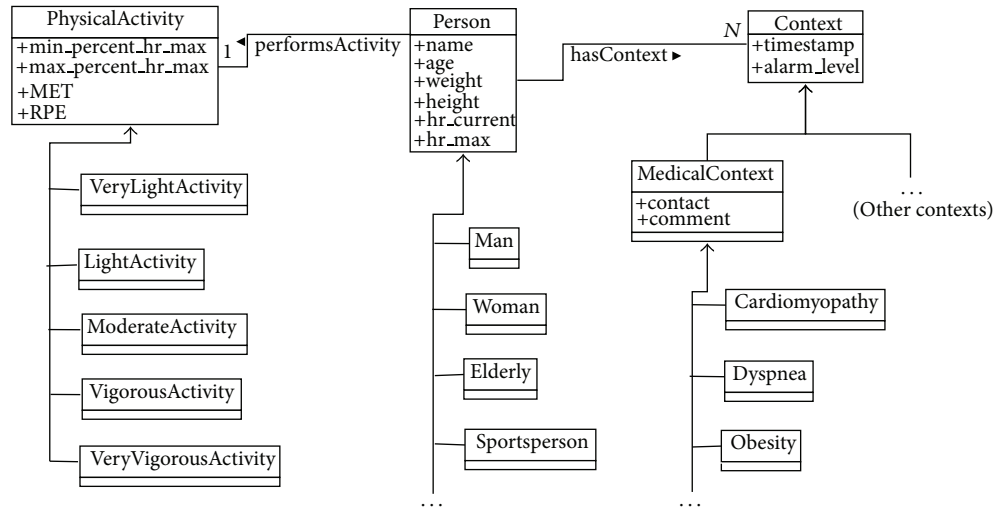 PhysicalActivity
+min_percent_hr_max
+max_percent_hr_max
+MET
+RPE
1
performsActivity
Person
+name
+age
+weight
+height
+hr_current
+hr_max
hasContext
N
Context
+timestamp
+alarm_level
MedicalContext
+contact
+comment
...
(Other contexts)
VeryLightActivity
LightActivity
ModerateActivity
VigorousActivity
VeryVigorousActivity
Man
Woman
Elderly
Sportsperson
...
Cardiomyopathy
Dyspnea
Obesity
...